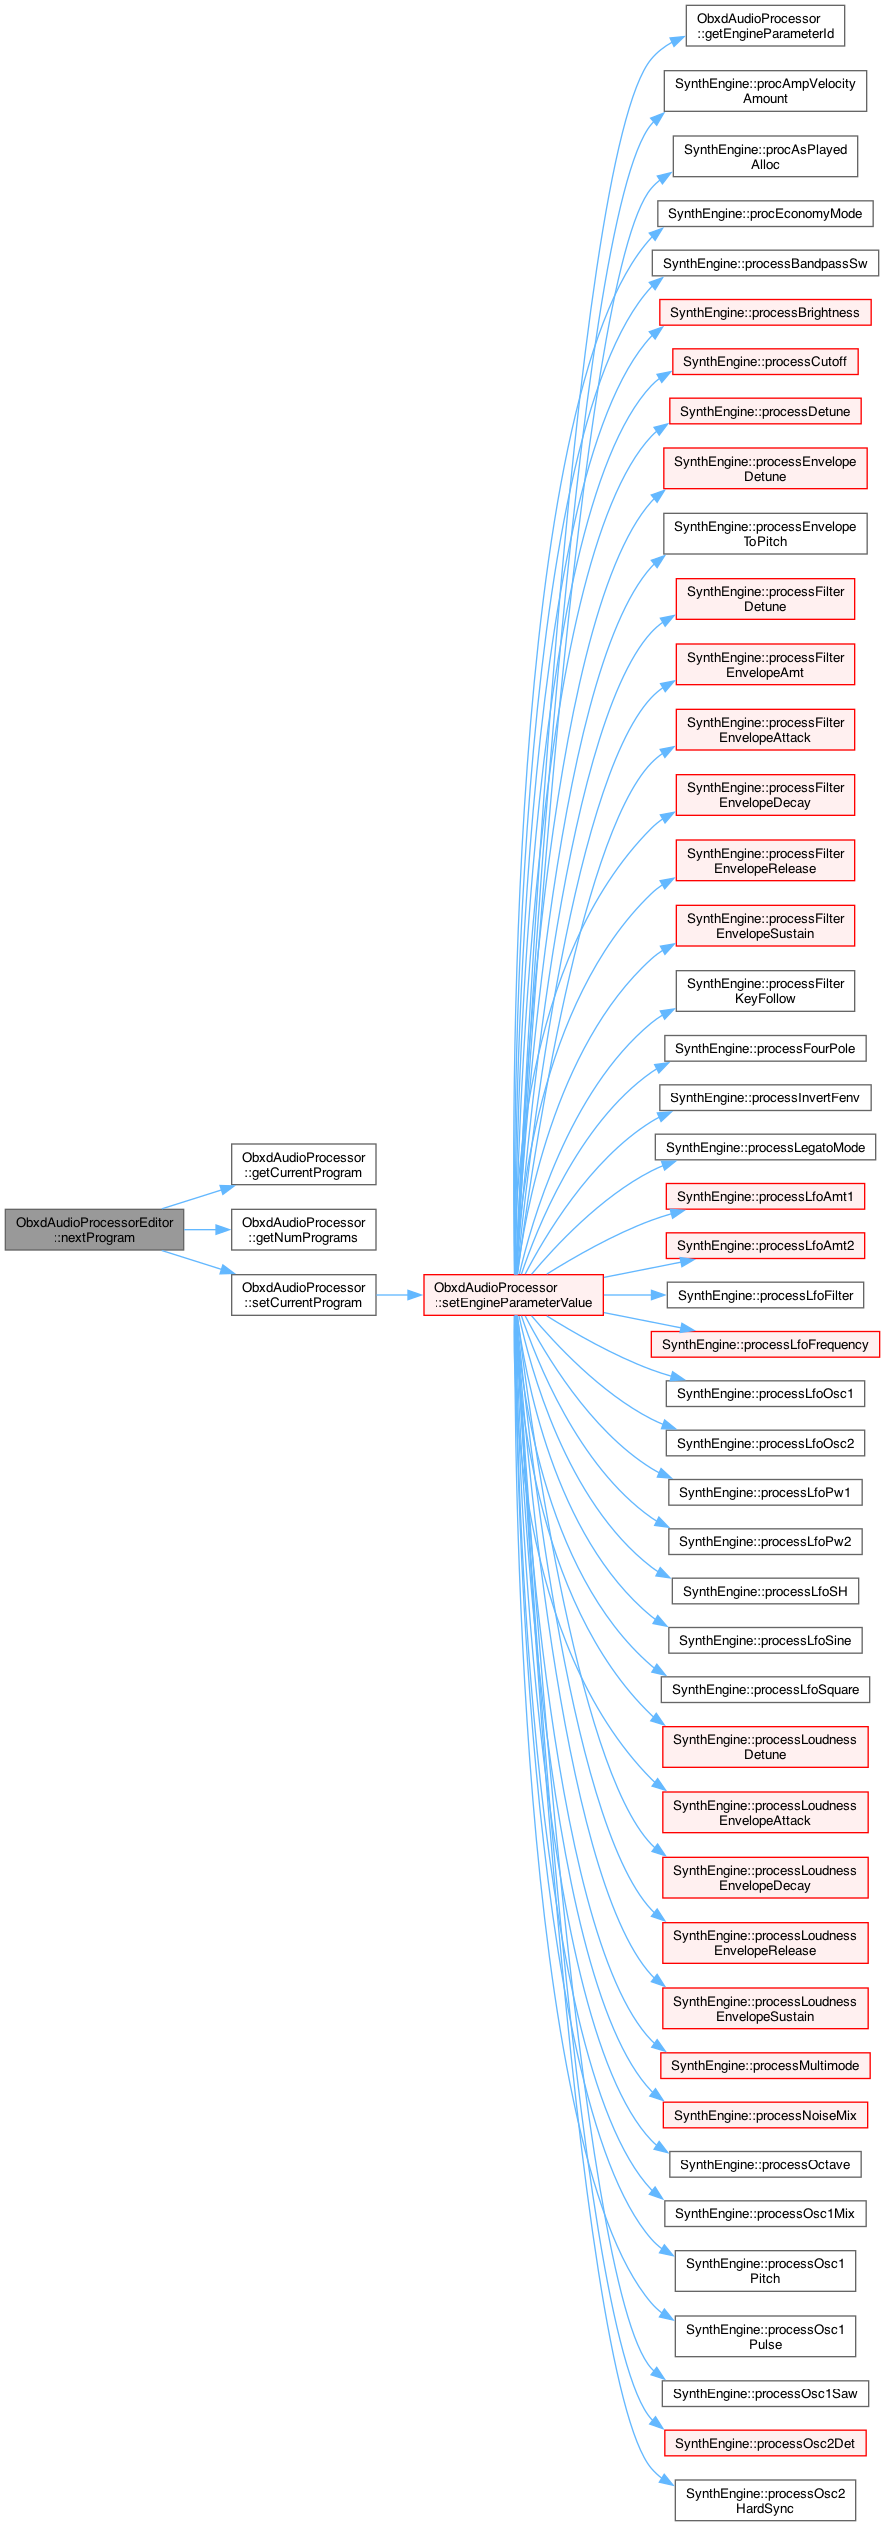 ObxdAudioProcessorEditor
::nextProgram
ObxdAudioProcessor
::getCurrentProgram
ObxdAudioProcessor
::getNumPrograms
ObxdAudioProcessor
::setCurrentProgram
ObxdAudioProcessor
::setEngineParameterValue
ObxdAudioProcessor
::getEngineParameterId
SynthEngine::procAmpVelocity
Amount
SynthEngine::procAsPlayed
Alloc
SynthEngine::procEconomyMode
SynthEngine::processBandpassSw
SynthEngine::processBrightness
SynthEngine::processCutoff
SynthEngine::processDetune
SynthEngine::processEnvelope
Detune
SynthEngine::processEnvelope
ToPitch
SynthEngine::processFilter
Detune
SynthEngine::processFilter
EnvelopeAmt
SynthEngine::processFilter
EnvelopeAttack
SynthEngine::processFilter
EnvelopeDecay
SynthEngine::processFilter
EnvelopeRelease
SynthEngine::processFilter
EnvelopeSustain
SynthEngine::processFilter
KeyFollow
SynthEngine::processFourPole
SynthEngine::processInvertFenv
SynthEngine::processLegatoMode
SynthEngine::processLfoAmt1
SynthEngine::processLfoAmt2
SynthEngine::processLfoFilter
SynthEngine::processLfoFrequency
SynthEngine::processLfoOsc1
SynthEngine::processLfoOsc2
SynthEngine::processLfoPw1
SynthEngine::processLfoPw2
SynthEngine::processLfoSH
SynthEngine::processLfoSine
SynthEngine::processLfoSquare
SynthEngine::processLoudness
Detune
SynthEngine::processLoudness
EnvelopeAttack
SynthEngine::processLoudness
EnvelopeDecay
SynthEngine::processLoudness
EnvelopeRelease
SynthEngine::processLoudness
EnvelopeSustain
SynthEngine::processMultimode
SynthEngine::processNoiseMix
SynthEngine::processOctave
SynthEngine::processOsc1Mix
SynthEngine::processOsc1
Pitch
SynthEngine::processOsc1
Pulse
SynthEngine::processOsc1Saw
SynthEngine::processOsc2Det
SynthEngine::processOsc2
HardSync